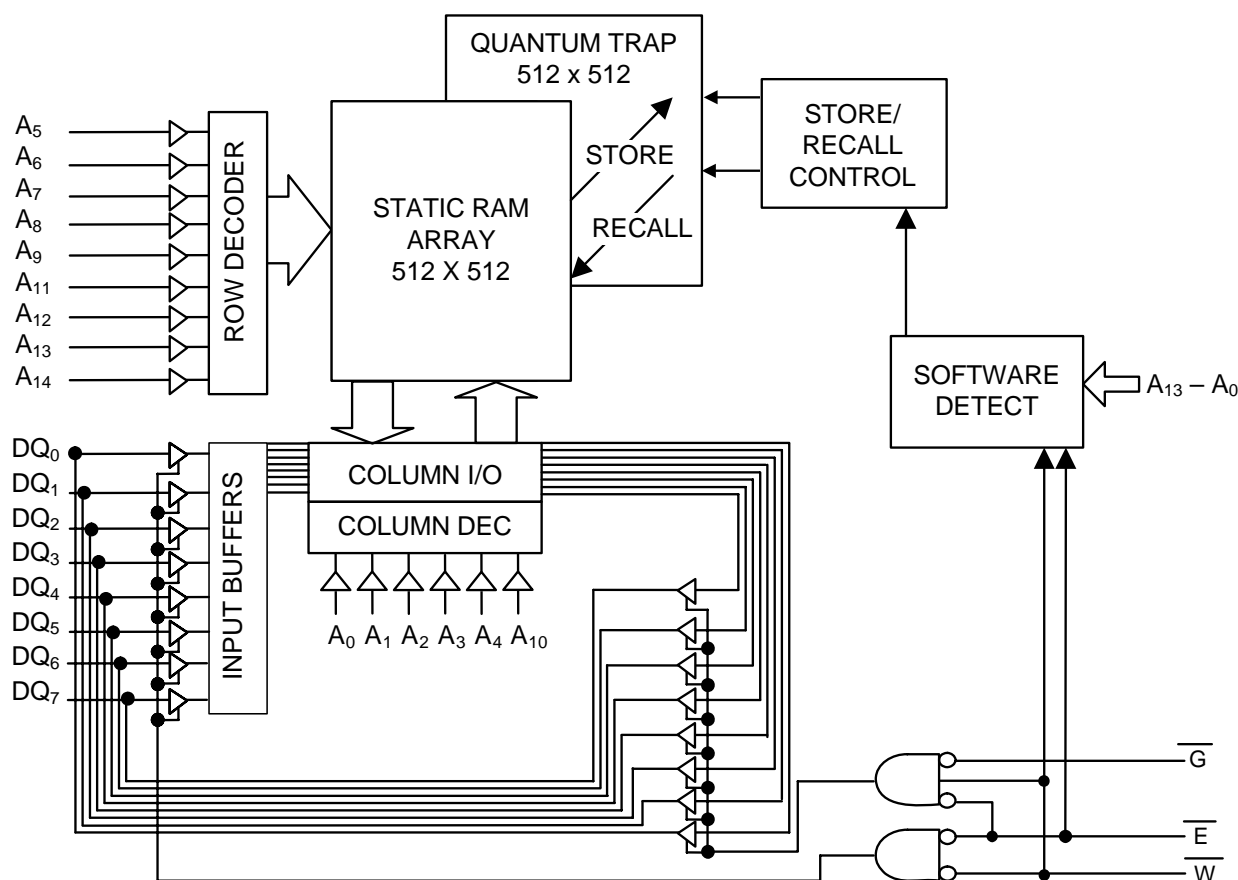 QUANTUM TRAP
512 x 512
STORE
RECALL
STORE/
RECALL
CONTROL
STATIC RAM
ARRAY
512 X 512
A5
A6
A7
A8
A9
A11
A12
A13
A14
ROW DECODER
SOFTWARE
DETECT
A13 – A0
DQ0
DQ1
DQ2
DQ3
DQ4
DQ5
DQ6
DQ7
INPUT BUFFERS
COLUMN I/O
COLUMN DEC
A0 A1 A2 A3 A4 A10
G
E
W